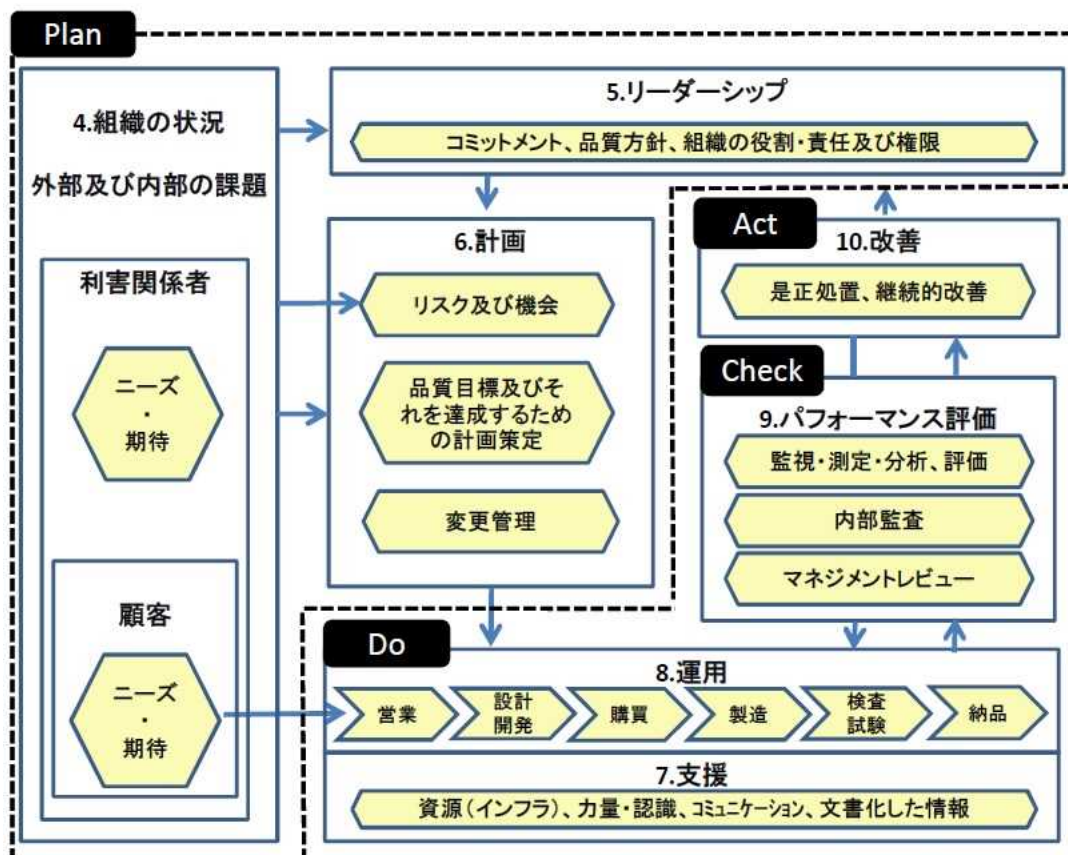 Plan
4.組織の状況
外部及び内部の課題
利害関係者
ニーズ
・
期待
顧客
ニーズ
・
期待
5.リーダーシップ
コミットメント、品質方針、組織の役割・責任及び権限
6.計画
リスク及び機会
品質目標及びそ
れを達成するため
の計画策定
変更管理
Act
10.改善
是正処置、継続的改善
Check
9.パフォーマンス評価
監視・測定・分析、評価
内部監査
マネジメントレビュー
Do
8.運用
営業
設計
開発
購買
製造
検査
試験
納品
7.支援
資源(インフラ)、力量・認識、コミュニケーション、文書化した情報